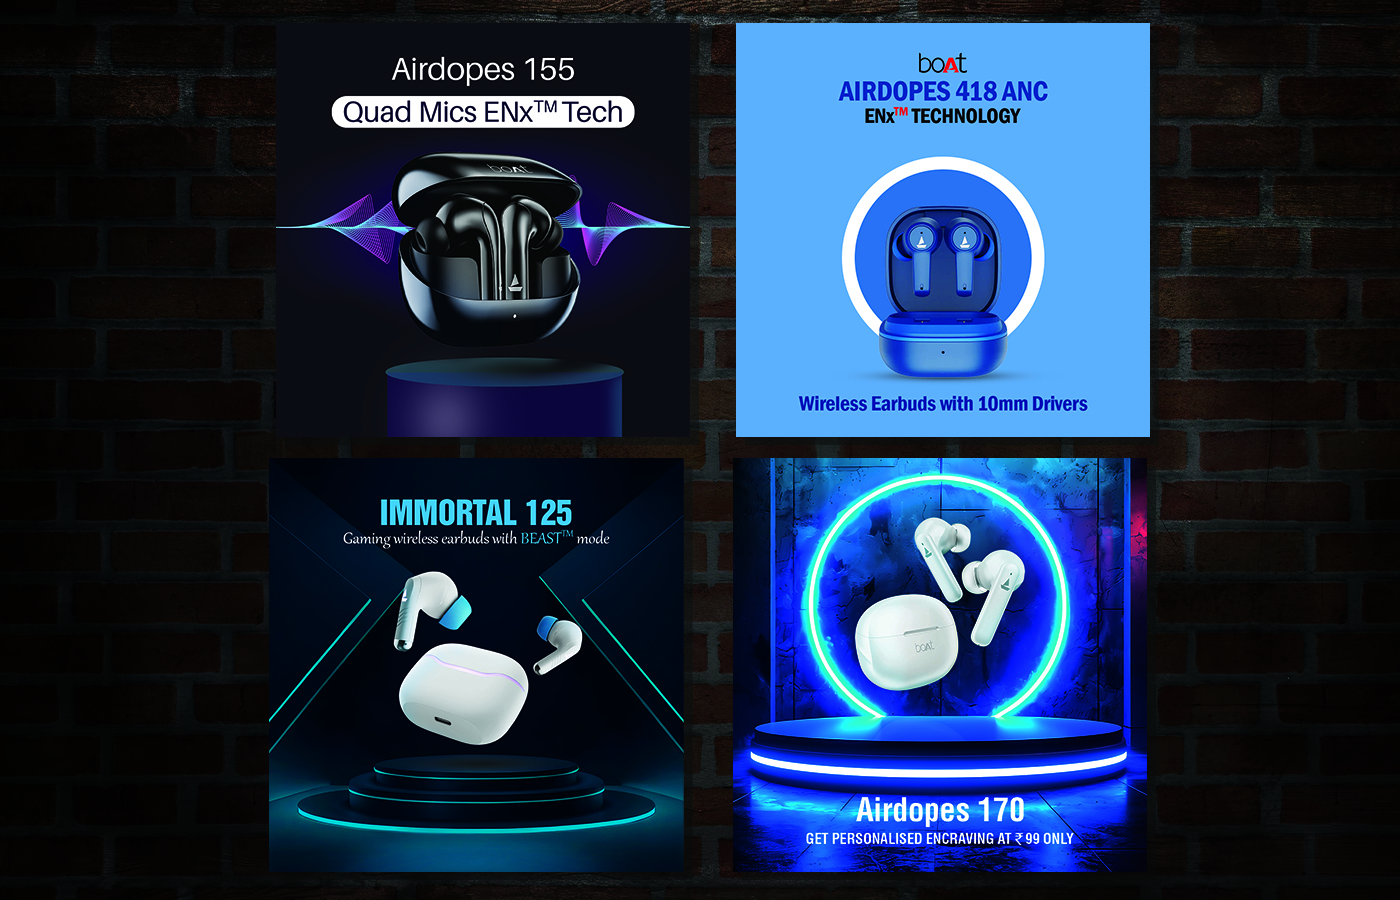 Airdopes 155
Quad Mics ENx™ Tech
boAt
boAt
AIRDOPES 418 ANC
ENx™ TECHNOLOGY
Wireless Earbuds with 10mm Drivers
IMMORTAL 125
Gaming wireless earbuds with BEAST™ mode
boAt
Airdopes 170
GET PERSONALISED ENGRAVING AT ₹ 99 ONLY